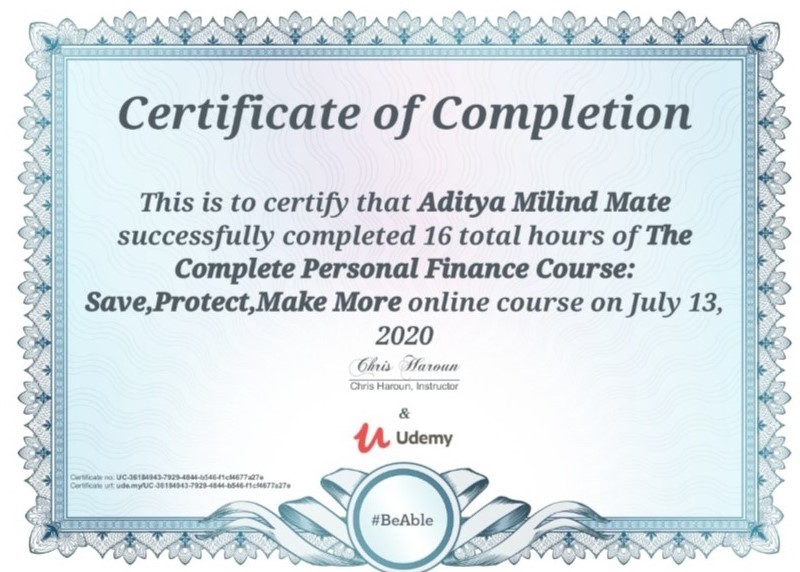 Certificate of Completion
This is to certify that Aditya Milind Mate
successfully completed 16 total hours of The
Complete Personal Finance Course:
Save,Protect,Make More online course on July 13,
2020
Chris Haroun
Chris Haroun, Instructor
&
Udemy
Certificate no: UC-36184943-7929-4844-b546-f1cf4677a27e
Certificate url: ude.my/UC-36184943-7929-4844-b546-f1cf4677a27e
#BeAble